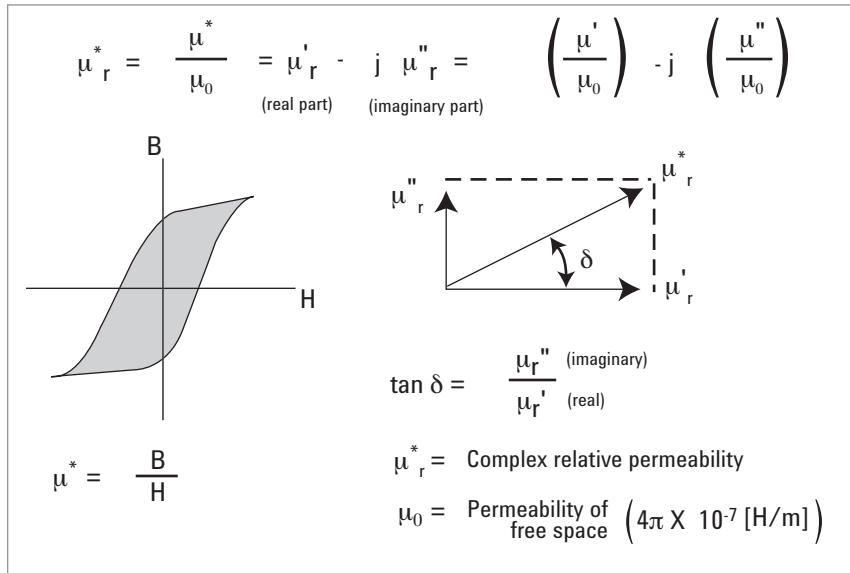 μ*r = μ*/μ0 = μ'r - j μ"r = (μ'/μ0) - j (μ"/μ0)
(real part) (imaginary part)
B
H
μ"r
μ*r
δ
μ'r
tan δ = μr" (imaginary) / μr' (real)
μ* = B/H
μ*r = Complex relative permeability
μ0 = Permeability of
free space (4π X 10-7 [H/m])